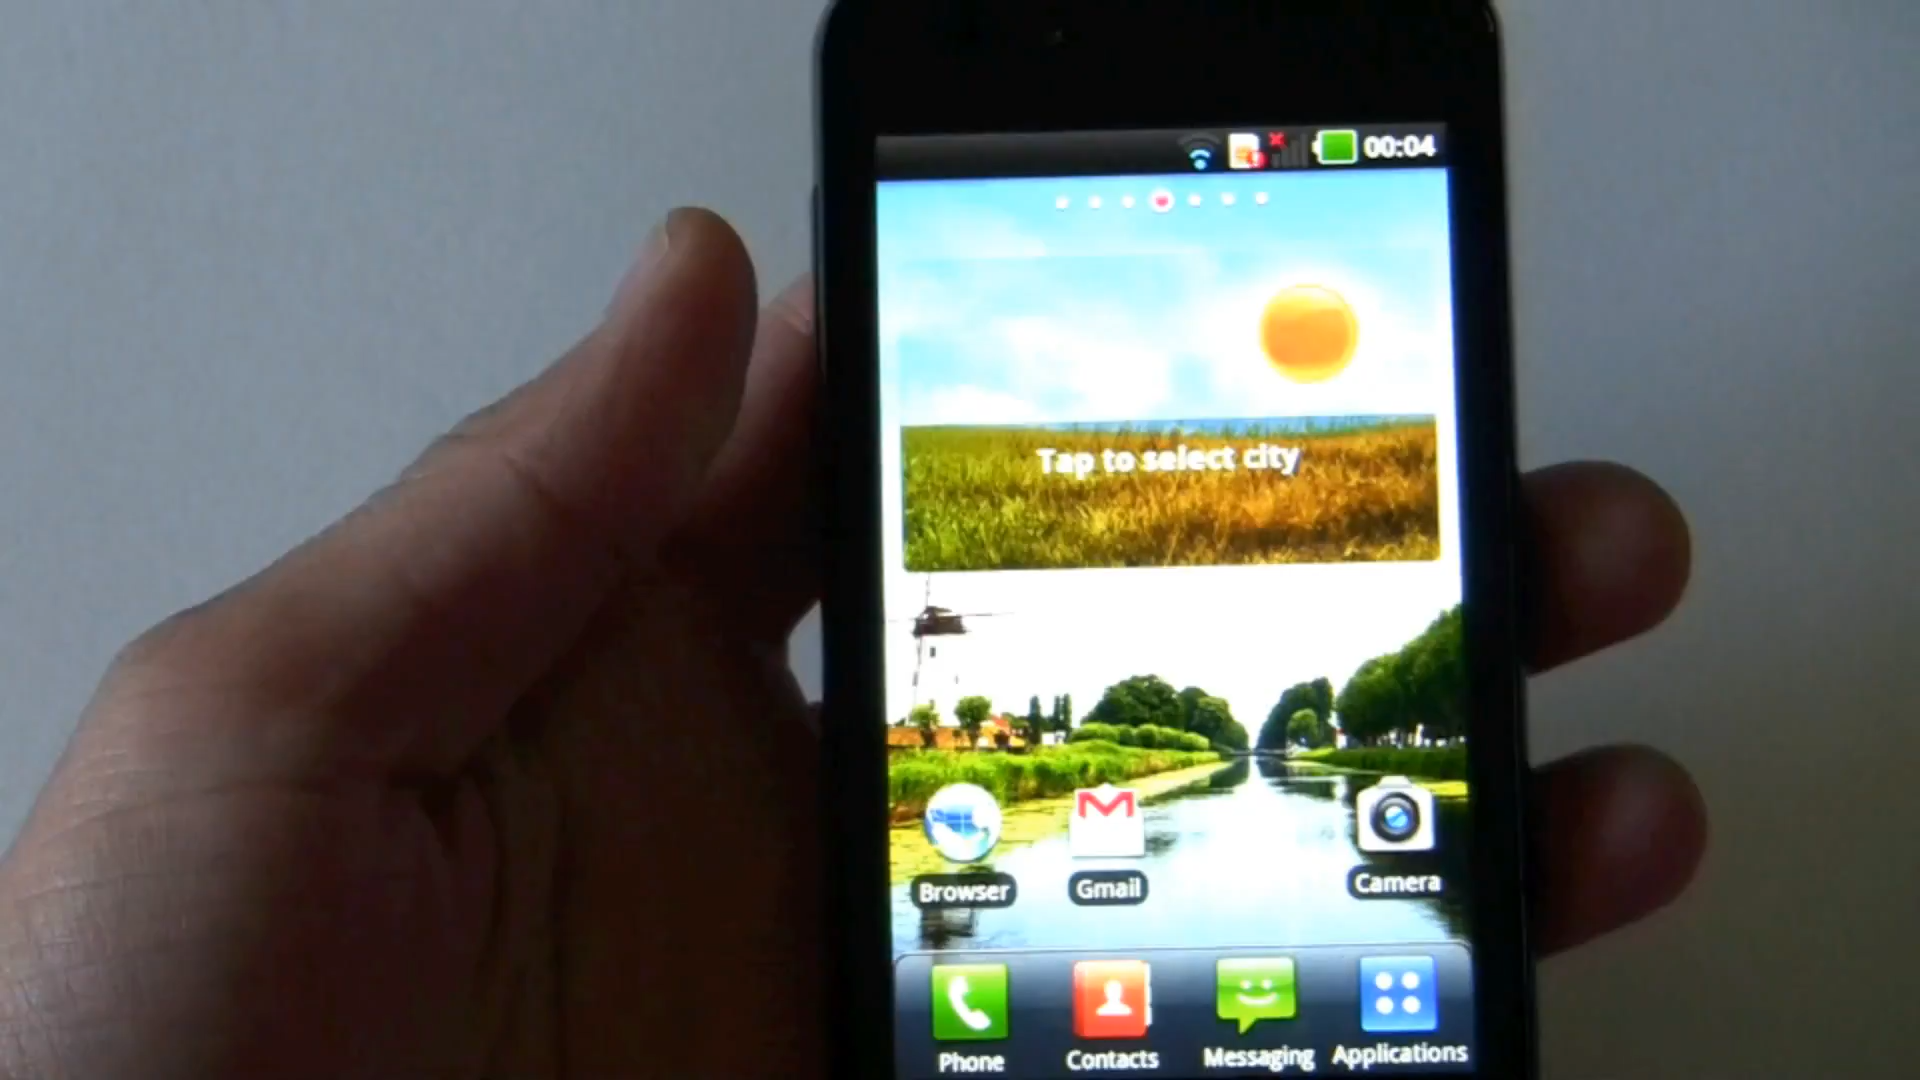 00:04
Tap to select city
Browser
Gmail
Camera
Phone
Contacts
Messaging
Applications